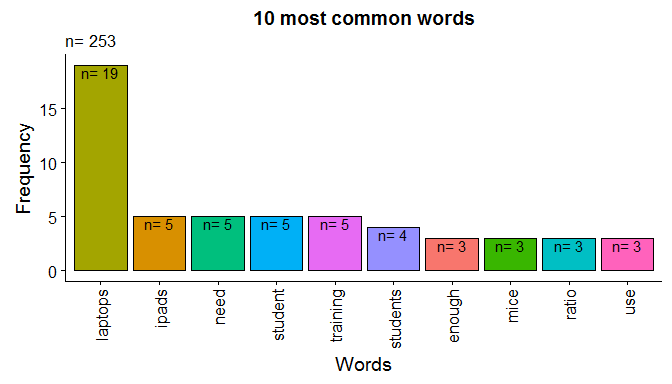 10 most common words
n= 253
Frequency
15
10
5
0
n= 19
n= 5
n= 5
n= 5
n= 5
n= 4
n= 3
n= 3
n= 3
n= 3
laptops
ipads
need
student
training
students
enough
mice
ratio
use
Words